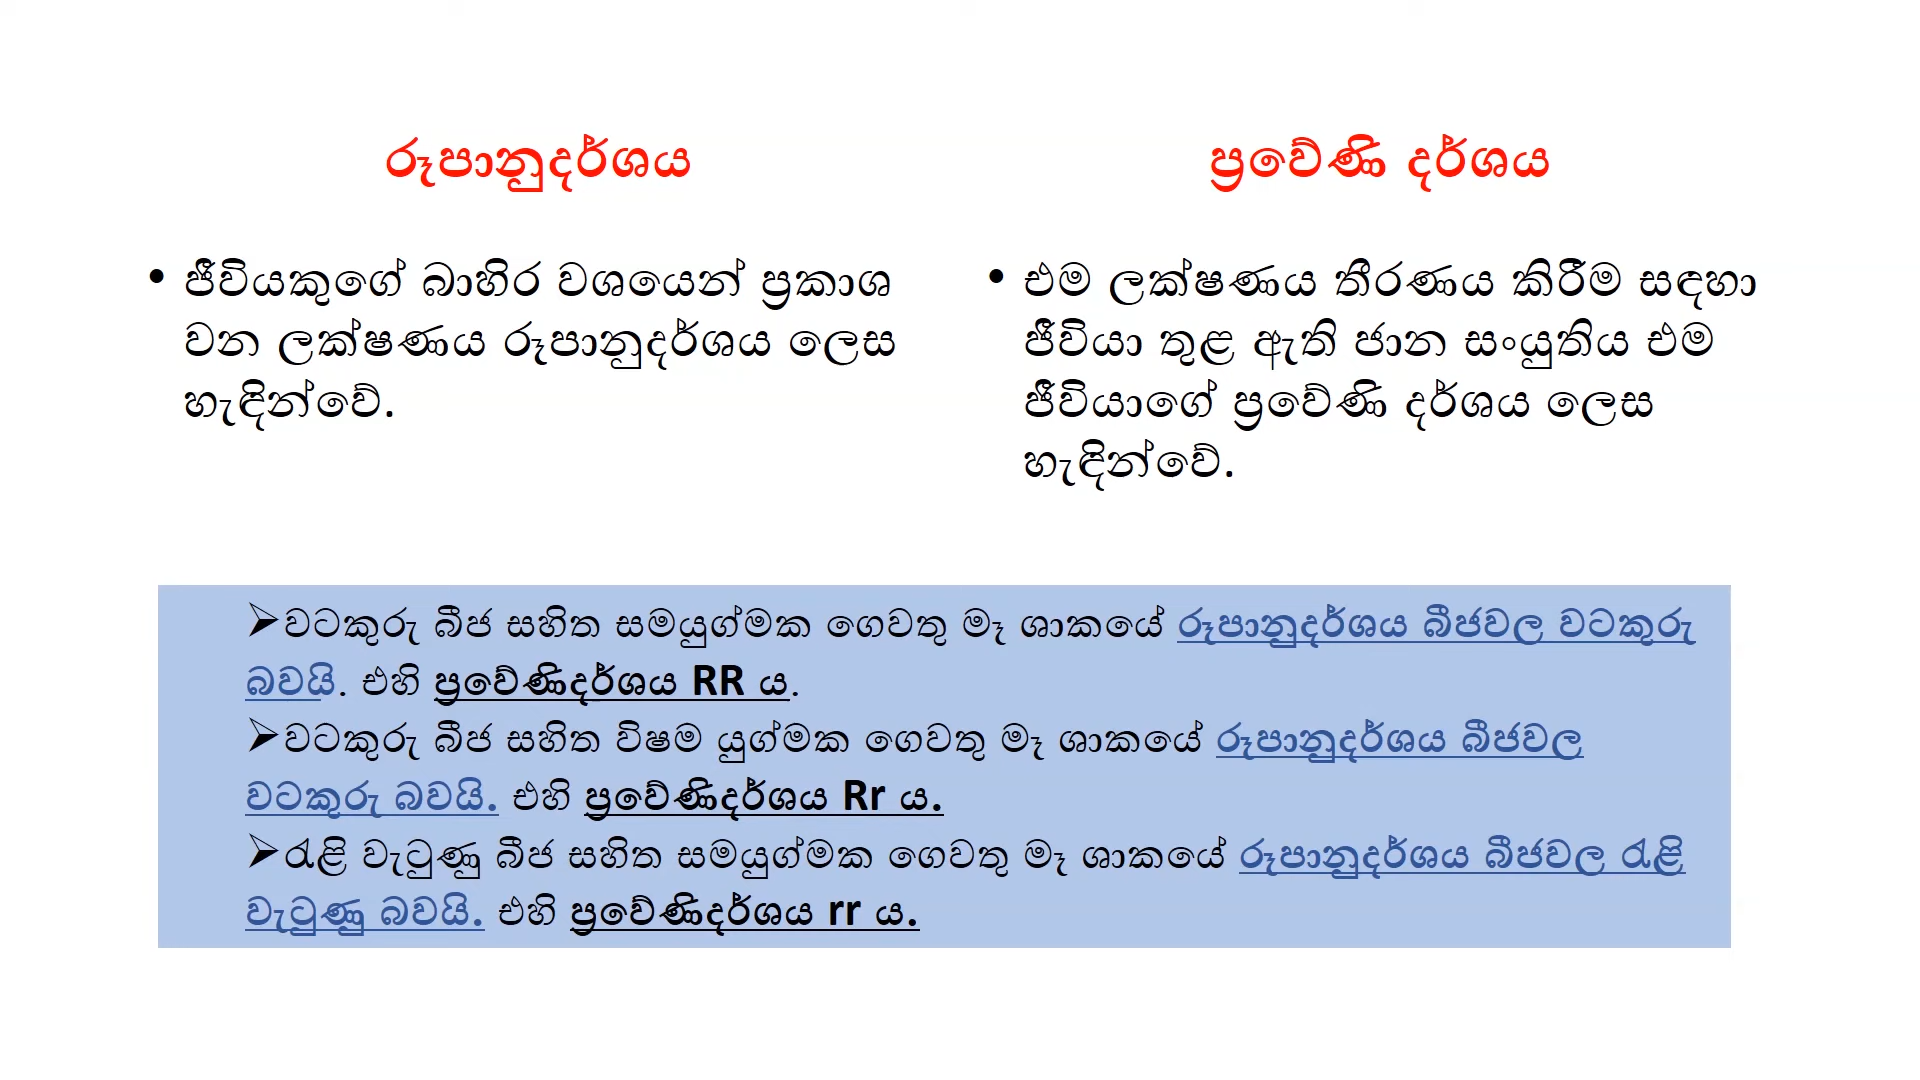 රූපානුදර්ශය
• ජීවියකුගේ බාහිර වශයෙන් ප්‍රකාශ
වන ලක්ෂණය රූපානුදර්ශය ලෙස
හැඳින්වේ.
ප්‍රවේණි දර්ශය
• එම ලක්ෂණය තීරණය කිරීම සඳහා
ජීවියා තුළ ඇති ජාන සංයුතිය එම
ජීවියාගේ ප්‍රවේණි දර්ශය ලෙස
හැඳින්වේ.
➢වටකුරු බීජ සහිත සමයුග්මක ගෙවතු මෑ ශාකයේ රූපානුදර්ශය බීජවල වටකුරු
බවයි. එහි ප්‍රවේණිදර්ශය RR ය.
➢වටකුරු බීජ සහිත විෂම යුග්මක ගෙවතු මෑ ශාකයේ රූපානුදර්ශය බීජවල
වටකුරු බවයි. එහි ප්‍රවේණිදර්ශය Rr ය.
➢රැළි වැටුණු බීජ සහිත සමයුග්මක ගෙවතු මෑ ශාකයේ රූපානුදර්ශය බීජවල රැළි
වැටුණු බවයි. එහි ප්‍රවේණිදර්ශය rr ය.